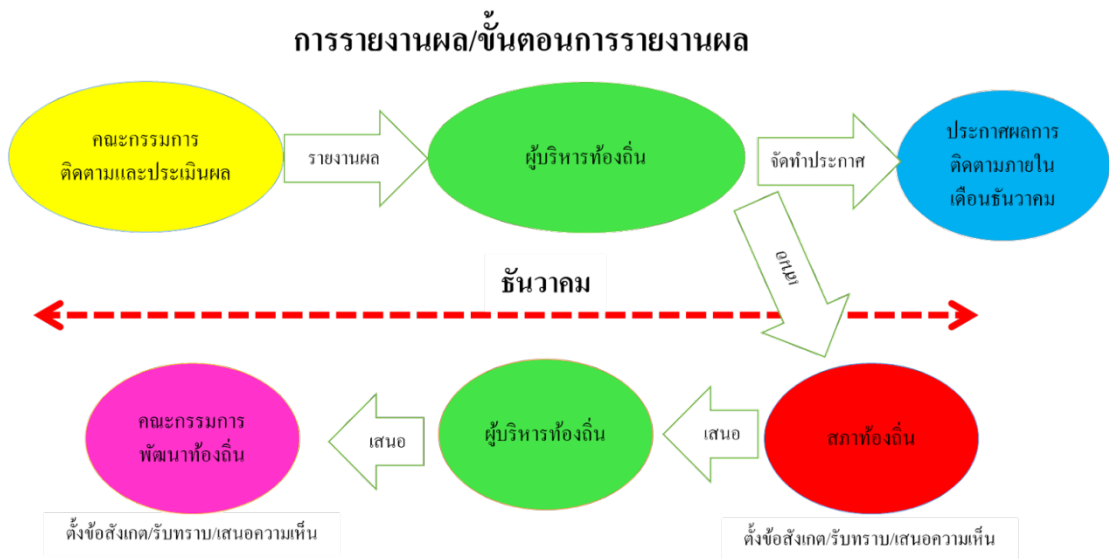 การรายงานผล/ขั้นตอนการรายงานผล
คณะกรรมการ
ติดตามและประเมินผล
รายงานผล
ผู้บริหารท้องถิ่น
จัดทำประกาศ
ประกาศผลการ
ติดตามภายใน
เดือนธันวาคม
เสนอ
ธันวาคม
คณะกรรมการ
พัฒนาท้องถิ่น
เสนอ
ผู้บริหารท้องถิ่น
เสนอ
สภาท้องถิ่น
ตั้งข้อสังเกต/รับทราบ/เสนอความเห็น
ตั้งข้อสังเกต/รับทราบ/เสนอความเห็น